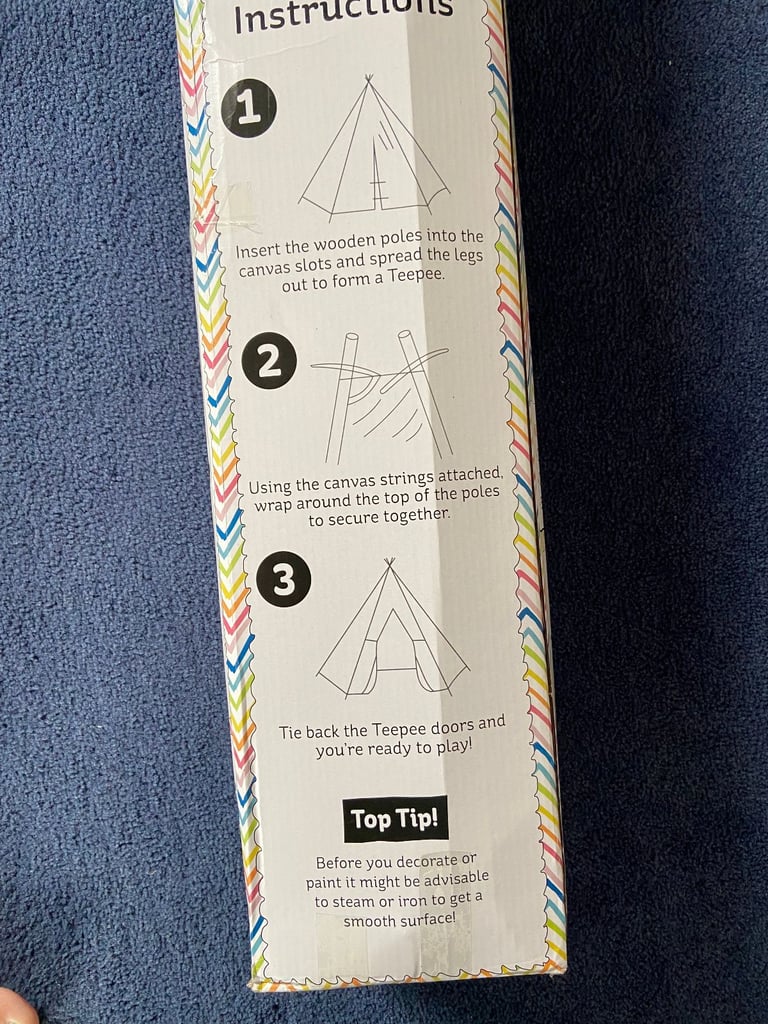 Instructions
1
Insert the wooden poles into the
canvas slots and spread the legs
out to form a Teepee.
2
Using the canvas strings attached,
wrap around the top of the poles
to secure together.
3
Tie back the Teepee doors and
you're ready to play!
Top Tip!
Before you decorate or
paint it might be advisable
to steam or iron to get a
smooth surface!